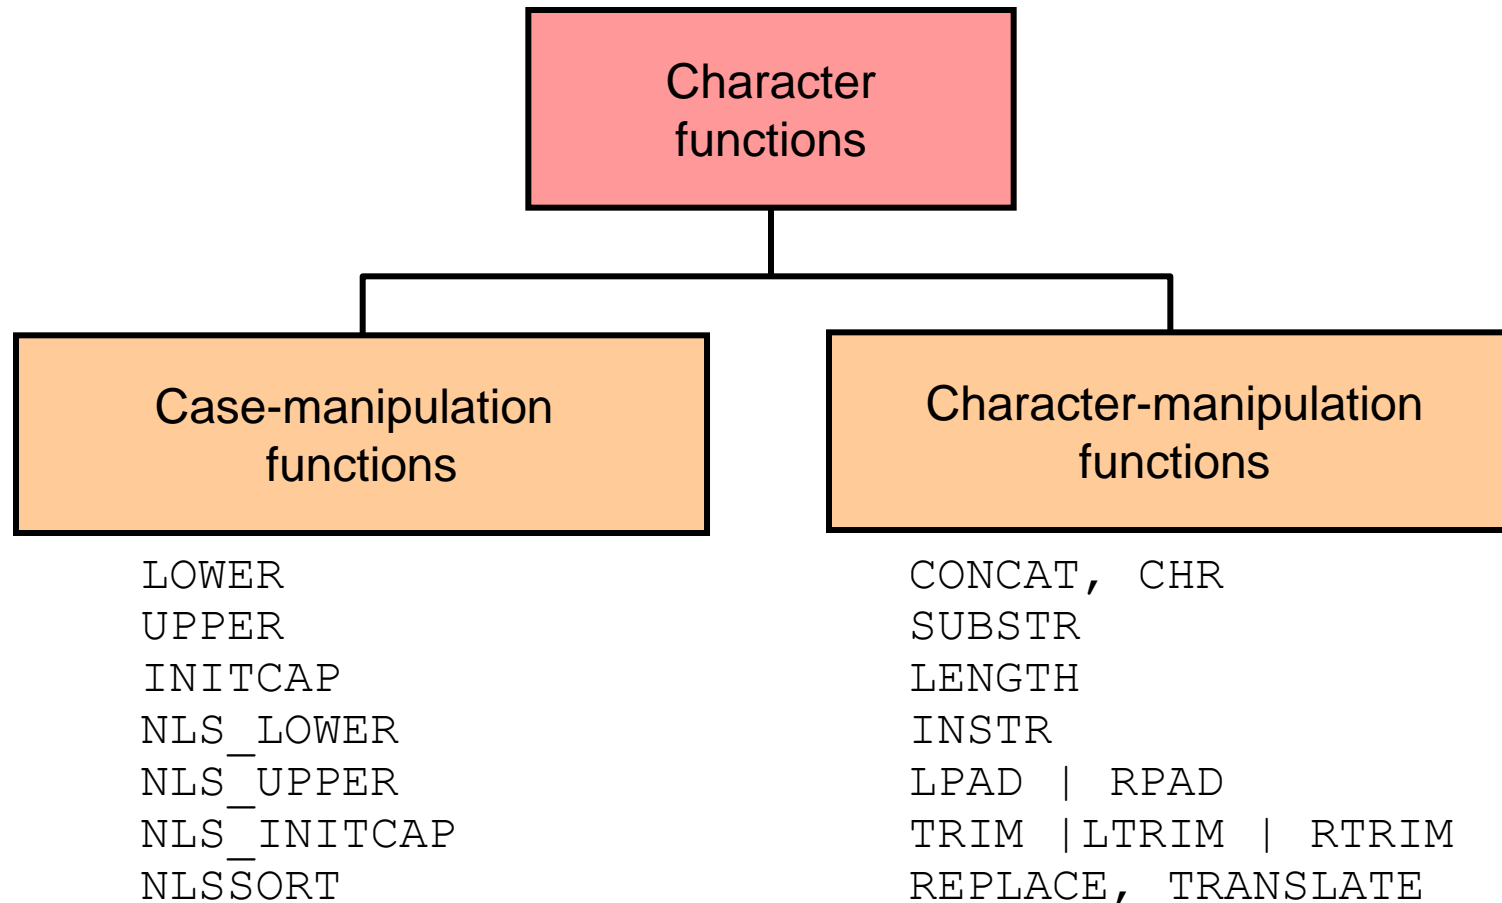 Character
functions
Case-manipulation
functions
Character-manipulation
functions
LOWER
UPPER
INITCAP
NLS_LOWER
NLS_UPPER
NLS_INITCAP
NLSSORT
CONCAT, CHR
SUBSTR
LENGTH
INSTR
LPAD | RPAD
TRIM |LTRIM | RTRIM
REPLACE, TRANSLATE